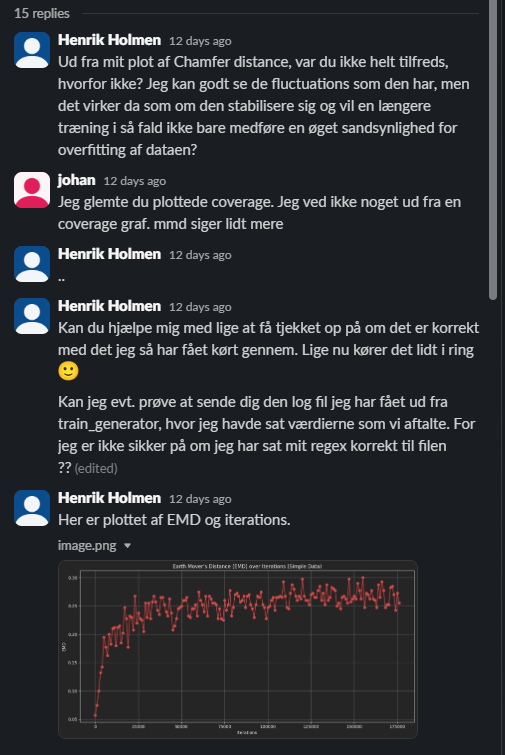 15 replies
Henrik Holmen 12 days ago
Ud fra mit plot af Chamfer distance, var du ikke helt tilfreds,
hvorfor ikke? Jeg kan godt se de fluctuations som den har, men
det virker da som om den stabilisere sig og vil en længere
træning i så fald ikke bare medføre en øget sandsynlighed for
overfitting af dataen?
johan 12 days ago
Jeg glemte du plottede coverage. Jeg ved ikke noget ud fra en
coverage graf. mmd siger lidt mere
Henrik Holmen 12 days ago
..
Henrik Holmen 12 days ago
Kan du hjælpe mig med lige at få tjekket op på om det er korrekt
med det jeg så har fået kørt gennem. Lige nu kører det lidt i ring
Kan jeg evt. prøve at sende dig den log fil jeg har fået ud fra
train_generator, hvor jeg havde sat værdierne som vi aftalte. For
jeg er ikke sikker på om jeg har sat mit regex korrekt til filen
?? (edited)
Henrik Holmen 12 days ago
Her er plottet af EMD og iterations.
image.png
Earth Mover's Distance (EMD) over Iterations (Simple Data)
0.30
0.25
0.20
0.15
0.10
0.05
EMD
0 25000 50000 75000 100000 125000 150000 175000
Iterations